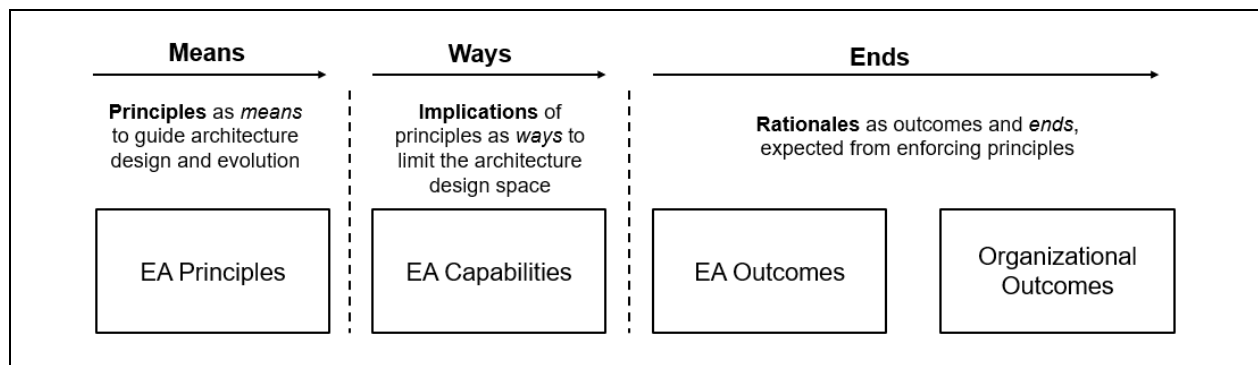 Means
Ways
Ends
Principles as means
to guide architecture
design and evolution
Implications of
principles as ways to
limit the architecture
design space
Rationales as outcomes and ends,
expected from enforcing principles
EA Principles
EA Capabilities
EA Outcomes
Organizational
Outcomes